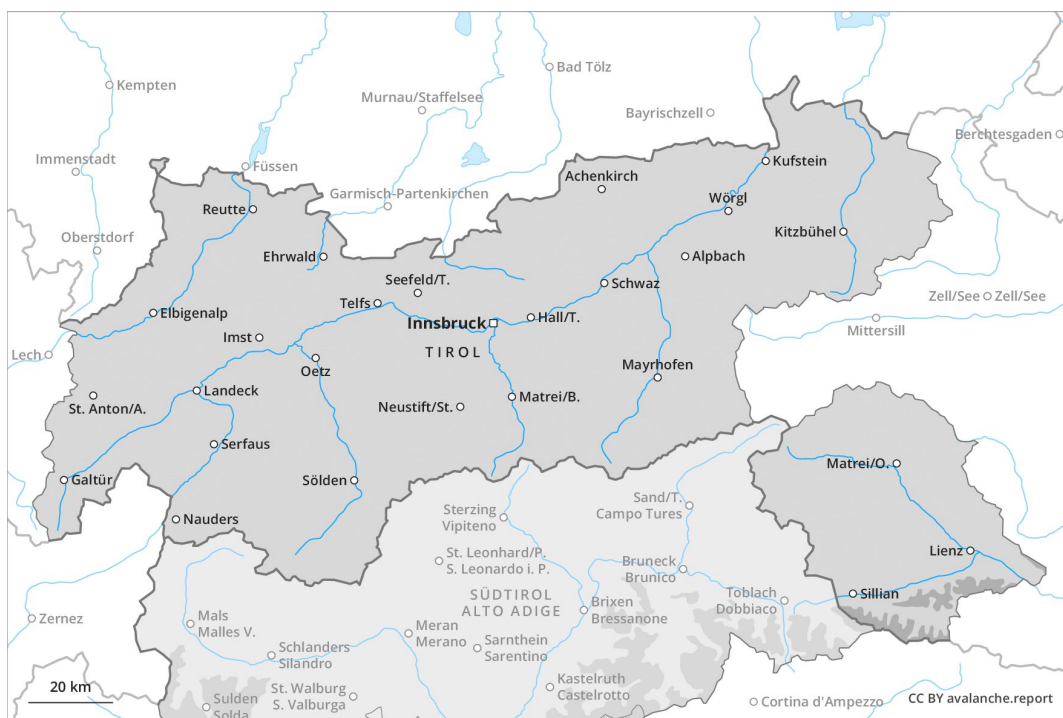 Kempten
Bad Tölz
Murnau/Staffelsee
Bayrischzell
Berchtesgaden
Immenstadt
Füssen
Kufstein
Achenkirch
Garmisch-Partenkirchen
Wörgl
Reutte
Oberstdorf
Kitzbühel
Ehrwald
Alpbach
Seefeld/T.
Schwaz
Telfs
Zell/See
Zell/See
Elbigenalp
Innsbruck
Hall/T.
Mittersill
Imst
TIROL
Lech
Oetz
Mayrhofen
Landeck
St. Anton/A.
Neustift/St.
Matrei/B.
Serfaus
Matrei/O.
Galtür
Sölden
Sand/T.
Campo Tures
Nauders
Sterzing
Vipiteno
St. Leonhard/P.
S. Leonardo i. P.
Lienz
Bruneck
Brunico
SÜDTIROL
ALTO ADIGE
Toblach
Dobbiaco
Sillian
Brixen
Bressanone
Zernez
Mals
Malles V.
Meran
Merano
Schlanders
Silandro
Sarnthein
Sarentino
Kastelruth
Castelrotto
20 km
St. Walburg
S. Valburga
Sulden
Solda
Cortina d'Ampezzo
CC BY avalanche.report